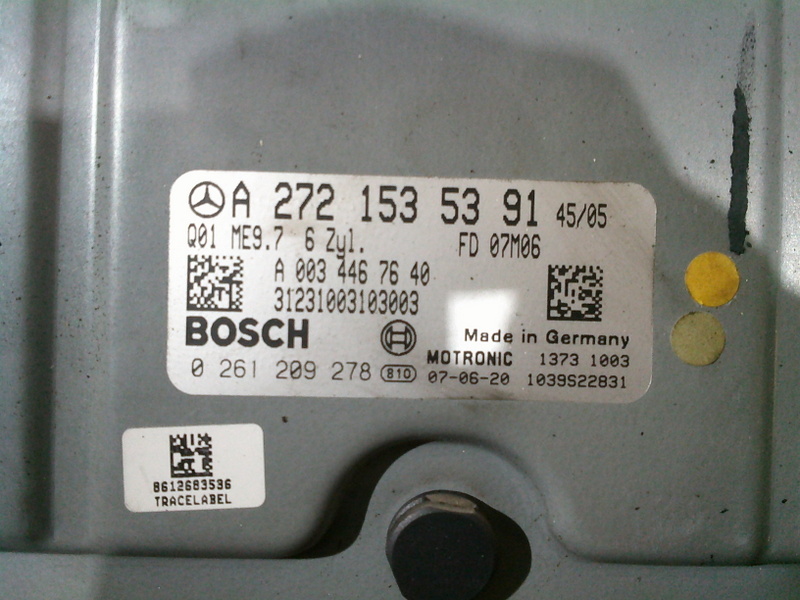 A 272 153 53 91 45/05
Q01 ME9.7 6 Zyl. FD 07M06
A 003 446 76 40
31231003103003
BOSCH Made in Germany
MOTRONIC 1373 1003
0 261 209 278 810 07-06-20 1039S22831
8612683536
TRACELABEL